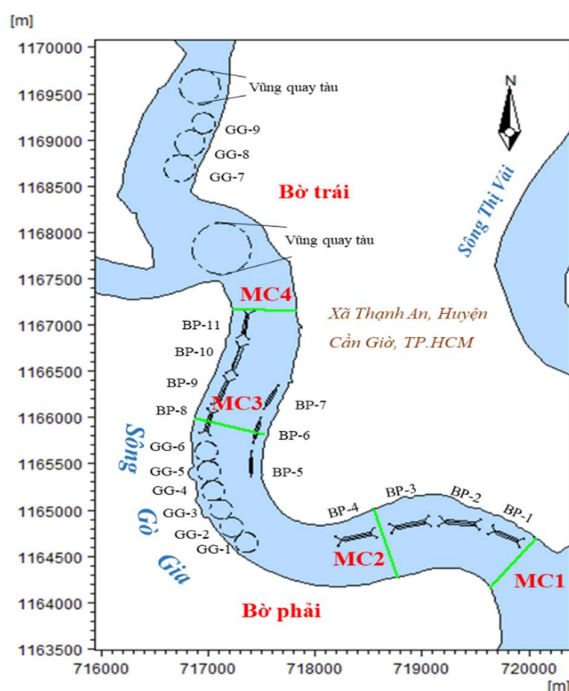 [m]
1170000
Vũng quay tàu
N
1169500
GG-9
1169000
GG-8
GG-7
1168500
Bờ trái
Sông Thị Vải
1168000
Vũng quay tàu
1167500
MC4
BP-11
Xã Thạnh An, Huyện
1167000
Cần Giờ, TP.HCM
BP-10
1166500
BP-9
MC3
BP-7
BP-8
1166000
BP-6
GG-6
1165500
GG-5
BP-5
GG-4
Sông Gò Gia
1165000
GG-3
BP-4
BP-3
BP-2
BP-1
GG-2
1164500
GG-1
MC2
MC1
1164000
Bờ phải
1163500
716000 717000 718000 719000 720000
[m]